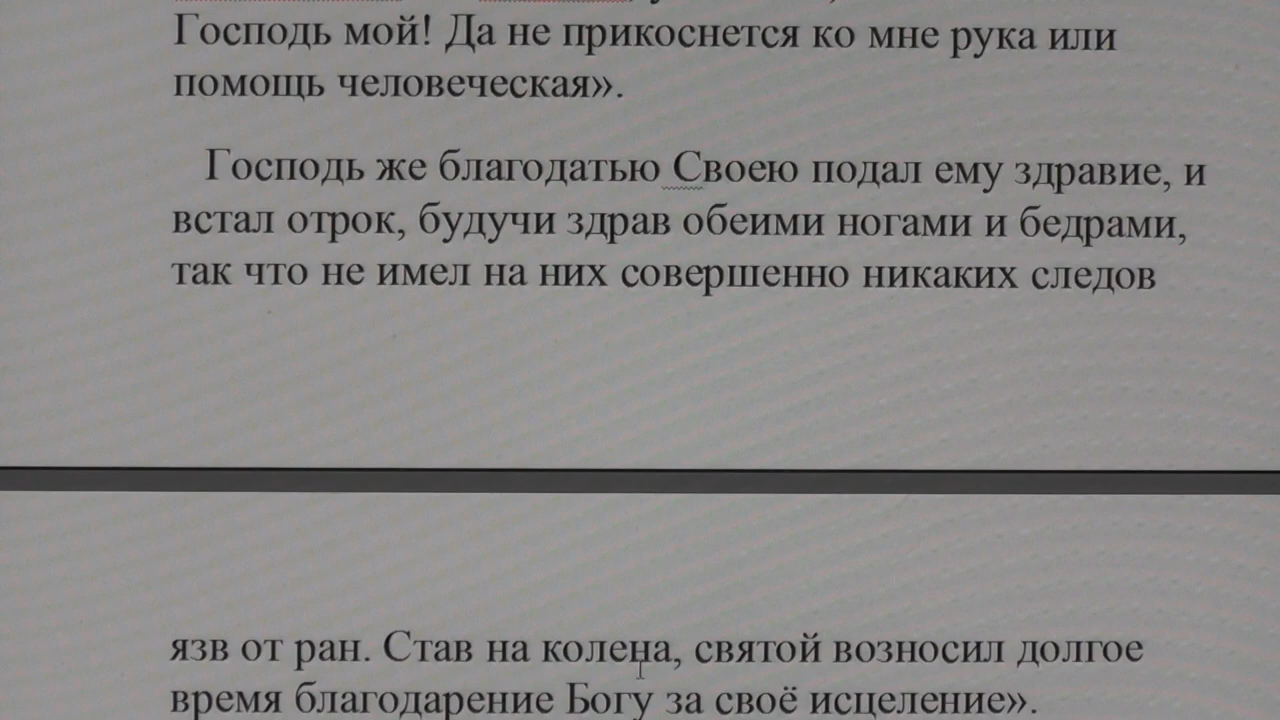 Господь мой! Да не прикоснется ко мне рука или
помощь человеческая».
Господь же благодатью Своею подал ему здравие, и
встал отрок, будучи здрав обеими ногами и бедрами,
так что не имел на них совершенно никаких следов
язв от ран. Став на колена, святой возносил долгое
время благодарение Богу за своё исцеление».